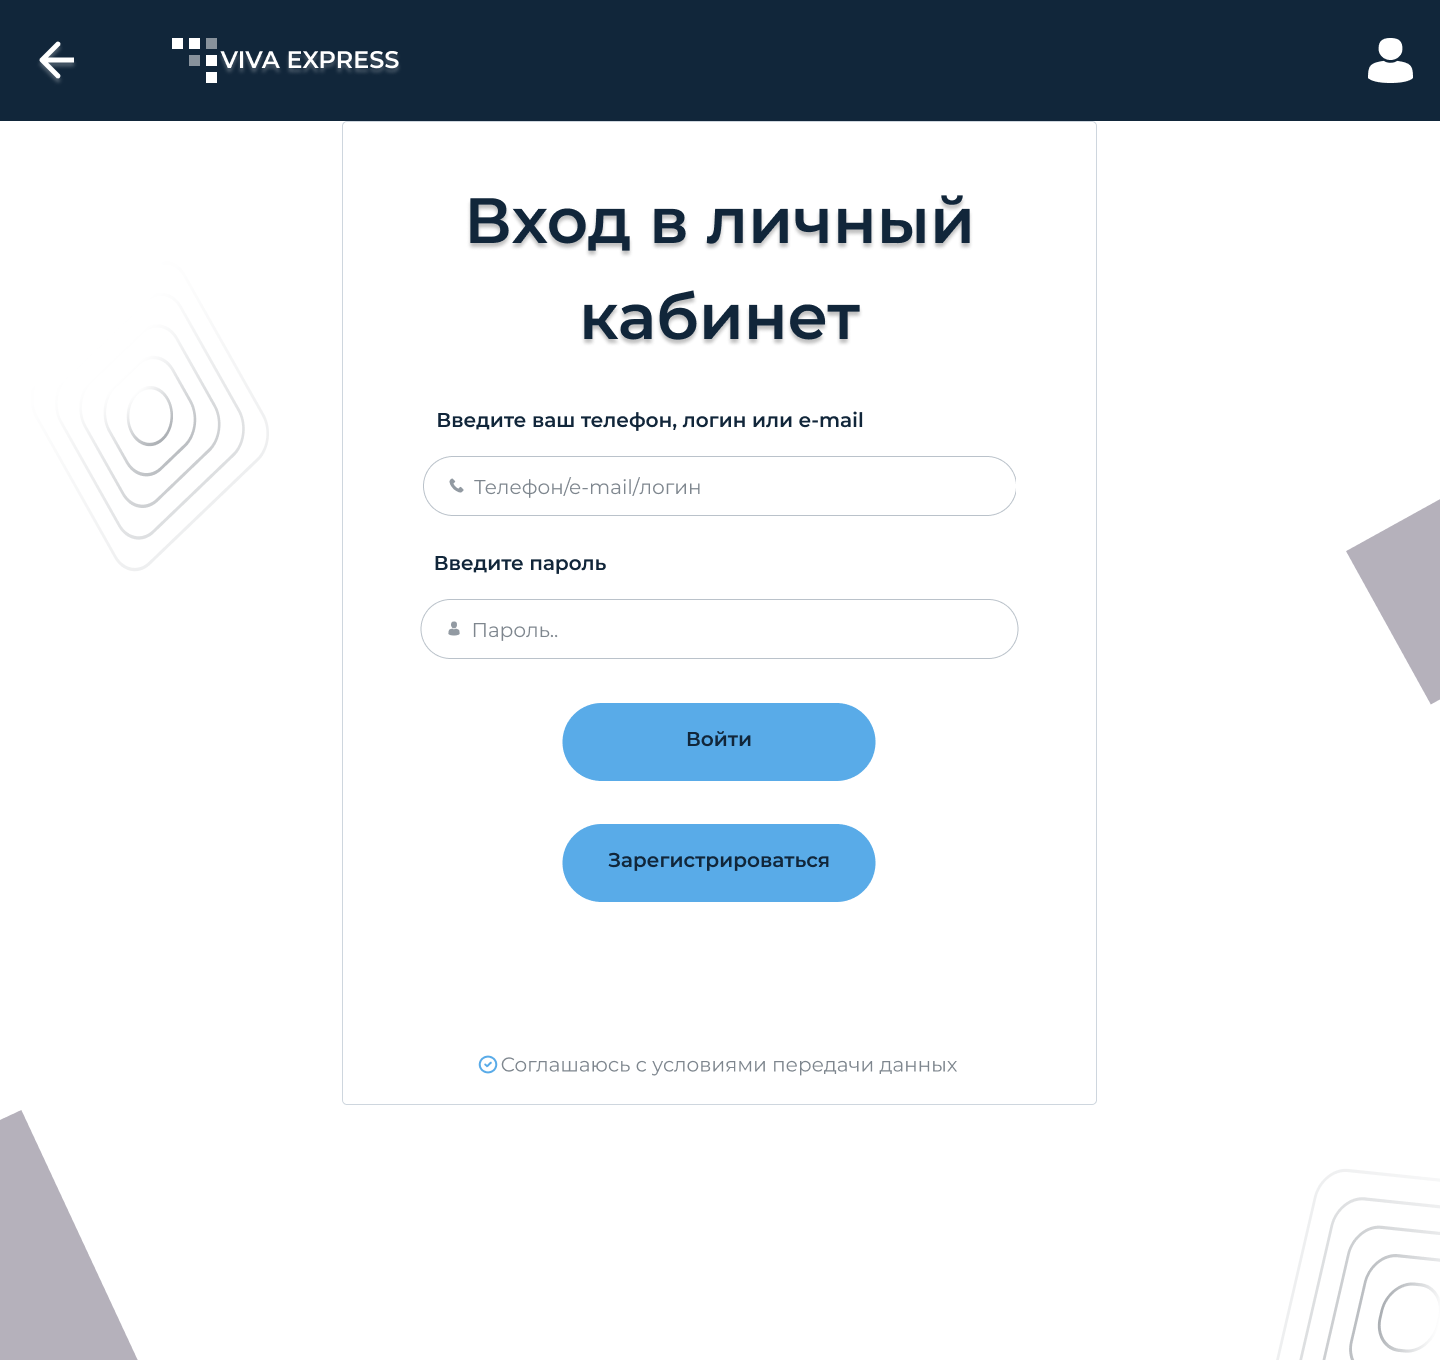 VIVA EXPRESS
Вход в личный
кабинет
Введите ваш телефон, логин или e-mail
Телефон/e-mail/логин
Введите пароль
Пароль..
Войти
Зарегистрироваться
Соглашаюсь с условиями передачи данных